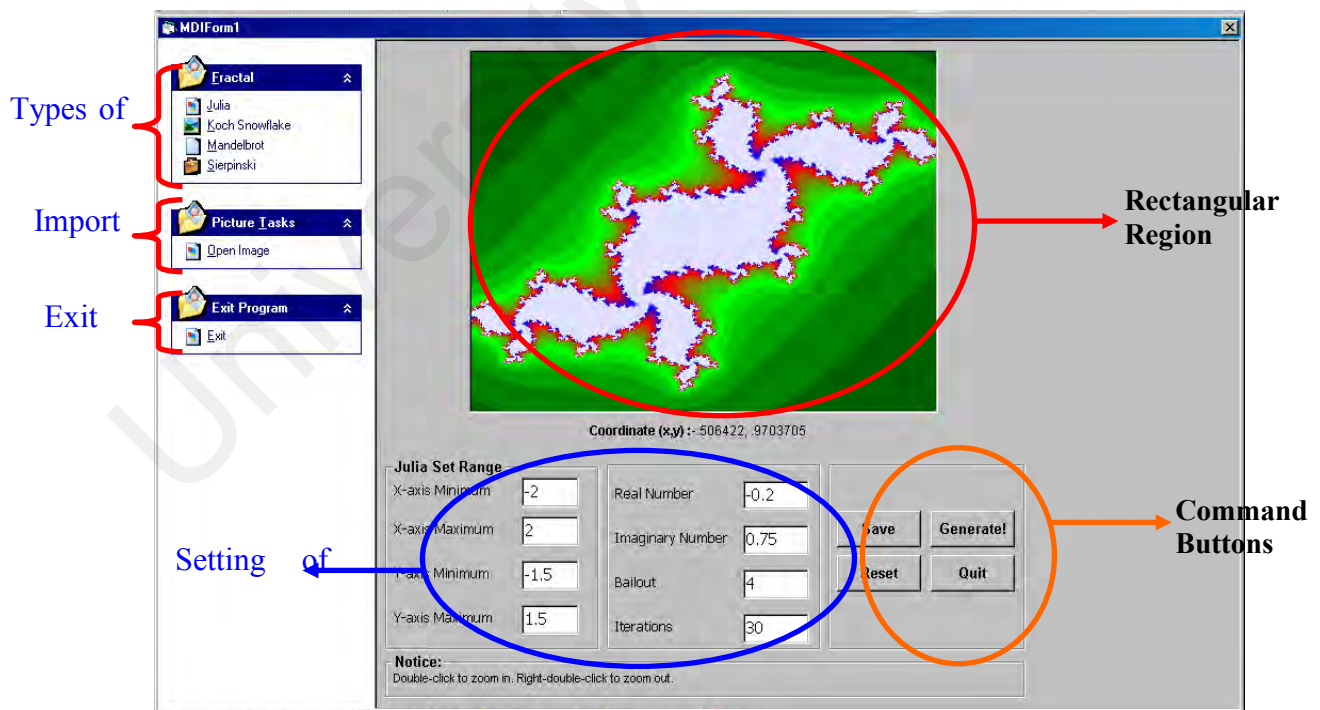 MDIForm1
Fractal
Julia
Koch Snowflake
Mandelbrot
Sierpinski
Picture Tasks
Open Image
Exit Program
Exit
Types of
Import
Exit
Rectangular
Region
Coordinate (x,y) :-.506422, .9703705
Julia Set Range
X-axis Minimum -2
X-axis Maximum 2
Y-axis Minimum -1.5
Y-axis Maximum 1.5
Real Number -0.2
Imaginary Number 0.75
Bailout 4
Iterations 30
Save Generate!
Reset Quit
Setting of
Command
Buttons
Notice:
Double-click to zoom in. Right-double-click to zoom out.